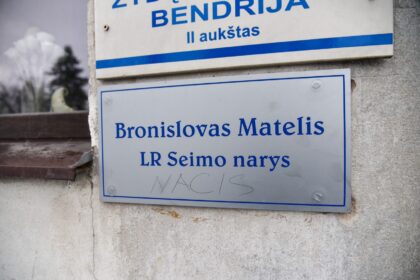 BENDRIJA
II aukštas
Bronislovas Matelis
LR Seimo narys
NACIS